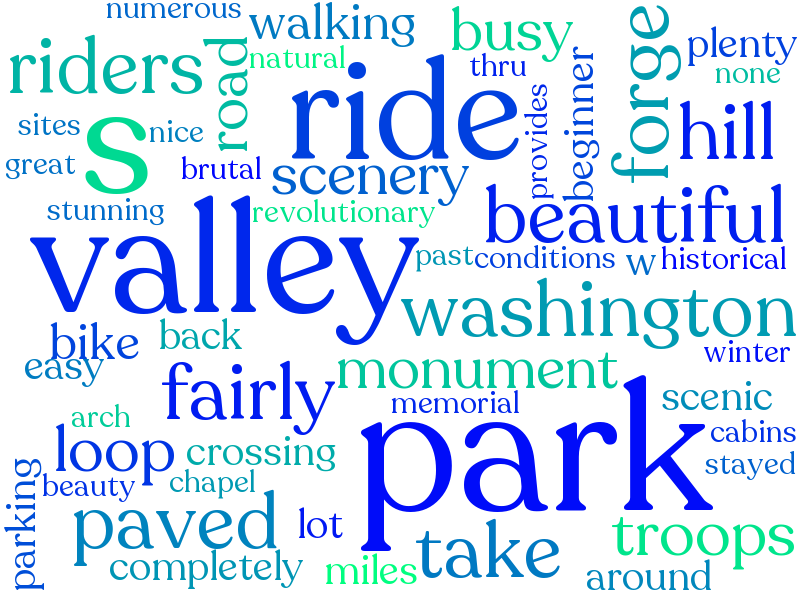 numerous
walking
busy
forge
plenty
none
riders
road
natural
ride
thru
provides
beginner
hill
sites
s
nice
great
brutal
scenery
stunning
revolutionary
beautiful
valley
past
conditions
w
historical
washington
bike
back
easy
winter
monument
fairly
memorial
scenic
arch
park
cabins
loop
crossing
stayed
parking
beauty
chapel
paved
lot
take
troops
completely
miles
around